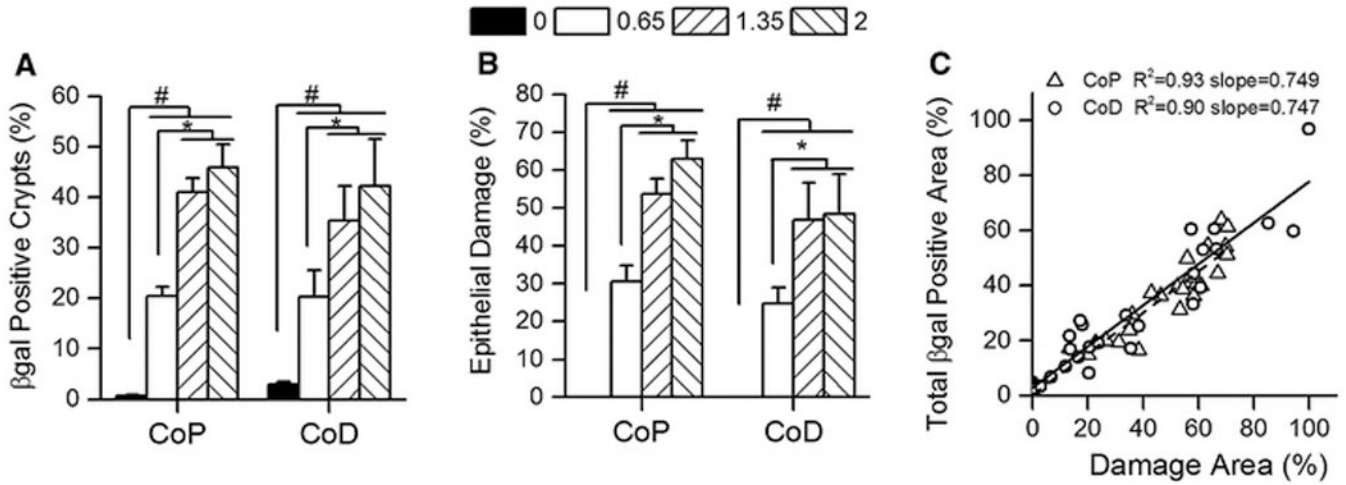 0 0.65 1.35 2
A
βgal Positive Crypts (%)
60
50
40
30
20
10
0
# #
* *
CoP CoD
B
Epithelial Damage (%)
80
70
60
50
40
30
20
10
0
# #
* *
CoP CoD
C
CoP R²=0.93 slope=0.749
CoD R²=0.90 slope=0.747
Total βgal Positive Area (%)
100
80
60
40
20
0
0 20 40 60 80 100
Damage Area (%)